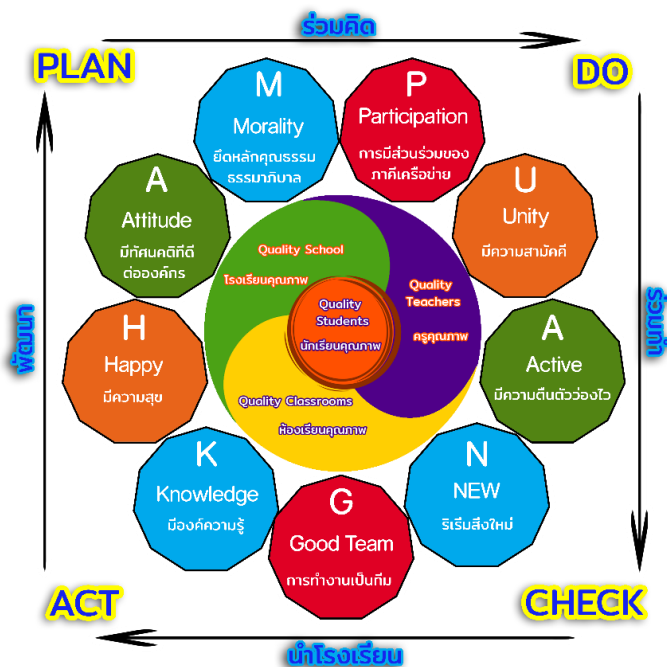 ร่วมคิด
PLAN
DO
M
Morality
ยึดหลักคุณธรรม
ธรรมาภิบาล
P
Participation
การมีส่วนร่วมของ
ภาคีเครือข่าย
A
Attitude
มีทัศนคติที่ดี
ต่อองค์กร
U
Unity
มีความสามัคคี
Quality School
โรงเรียนคุณภาพ
Quality
Teachers
ครูคุณภาพ
Quality
Students
นักเรียนคุณภาพ
Quality Classrooms
ห้องเรียนคุณภาพ
พัฒนา
ร่วมทำ
H
Happy
มีความสุข
A
Active
มีความตื่นตัวว่องไว
K
Knowledge
มีองค์ความรู้
N
NEW
ริเริ่มสิ่งใหม่
G
Good Team
การทำงานเป็นทีม
ACT
CHECK
นำโรงเรียน